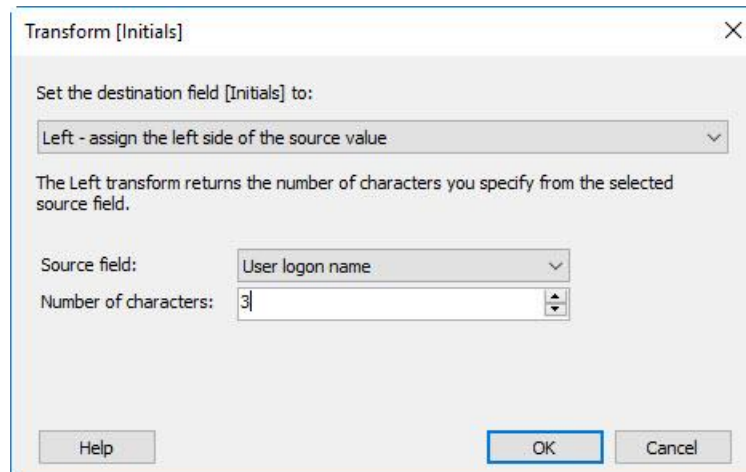 Transform [Initials]
Set the destination field [Initials] to:
Left - assign the left side of the source value
The Left transform returns the number of characters you specify from the selected
source field.
Source field: User logon name
Number of characters: 3
Help OK Cancel